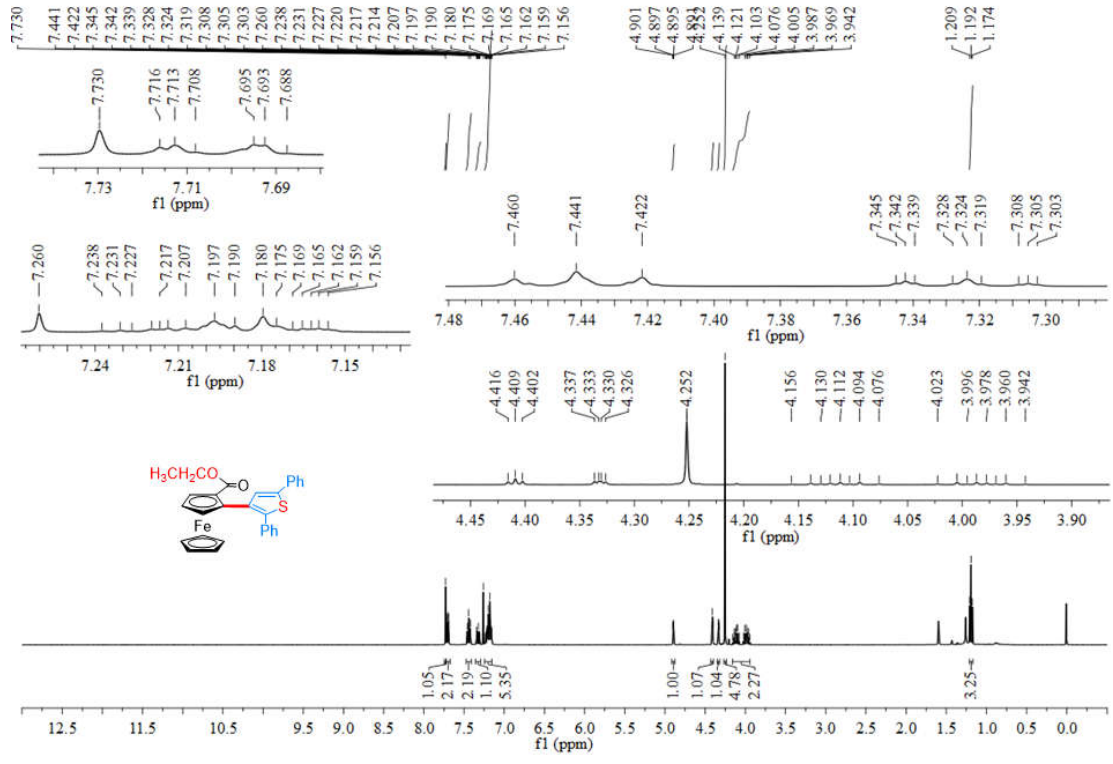 7.730 7.441 7.422 7.345 7.342 7.339 7.328 7.324 7.319 7.308 7.305 7.303 7.260 7.238 7.231 7.227 7.220 7.217 7.214 7.207 7.197 7.190 7.180 7.175 7.169 7.165 7.162 7.159 7.156 4.901 4.897 4.895 4.252 4.139 4.121 4.103 4.076 4.005 3.987 3.969 3.942 1.209 1.192 1.174
7.730 7.716 7.713 7.708 7.695 7.693 7.688
7.73 7.71 7.69
f1 (ppm)
7.460 7.441 7.422 7.345 7.342 7.339 7.328 7.324 7.319 7.308 7.305 7.303
7.48 7.46 7.44 7.42 7.40 7.38 7.36 7.34 7.32 7.30
f1 (ppm)
7.260 7.238 7.231 7.227 7.217 7.207 7.197 7.190 7.180 7.175 7.169 7.165 7.162 7.159 7.156
7.24 7.21 7.18 7.15
f1 (ppm)
4.416 4.409 4.402 4.337 4.333 4.330 4.326 4.252 4.156 4.130 4.112 4.094 4.076 4.023 3.996 3.978 3.960 3.942
4.45 4.40 4.35 4.30 4.25 4.20 4.15 4.10 4.05 4.00 3.95 3.90
f1 (ppm)
H3CH2CO
O
Ph
S
Fe
Ph
1.05 2.17 2.19 1.10 5.35 1.00 1.07 1.04 4.78 2.27 3.25
12.5 11.5 10.5 9.5 9.0 8.5 8.0 7.5 7.0 6.5 6.0 5.5 5.0 4.5 4.0 3.5 3.0 2.5 2.0 1.5 1.0 0.5 0.0
f1 (ppm)